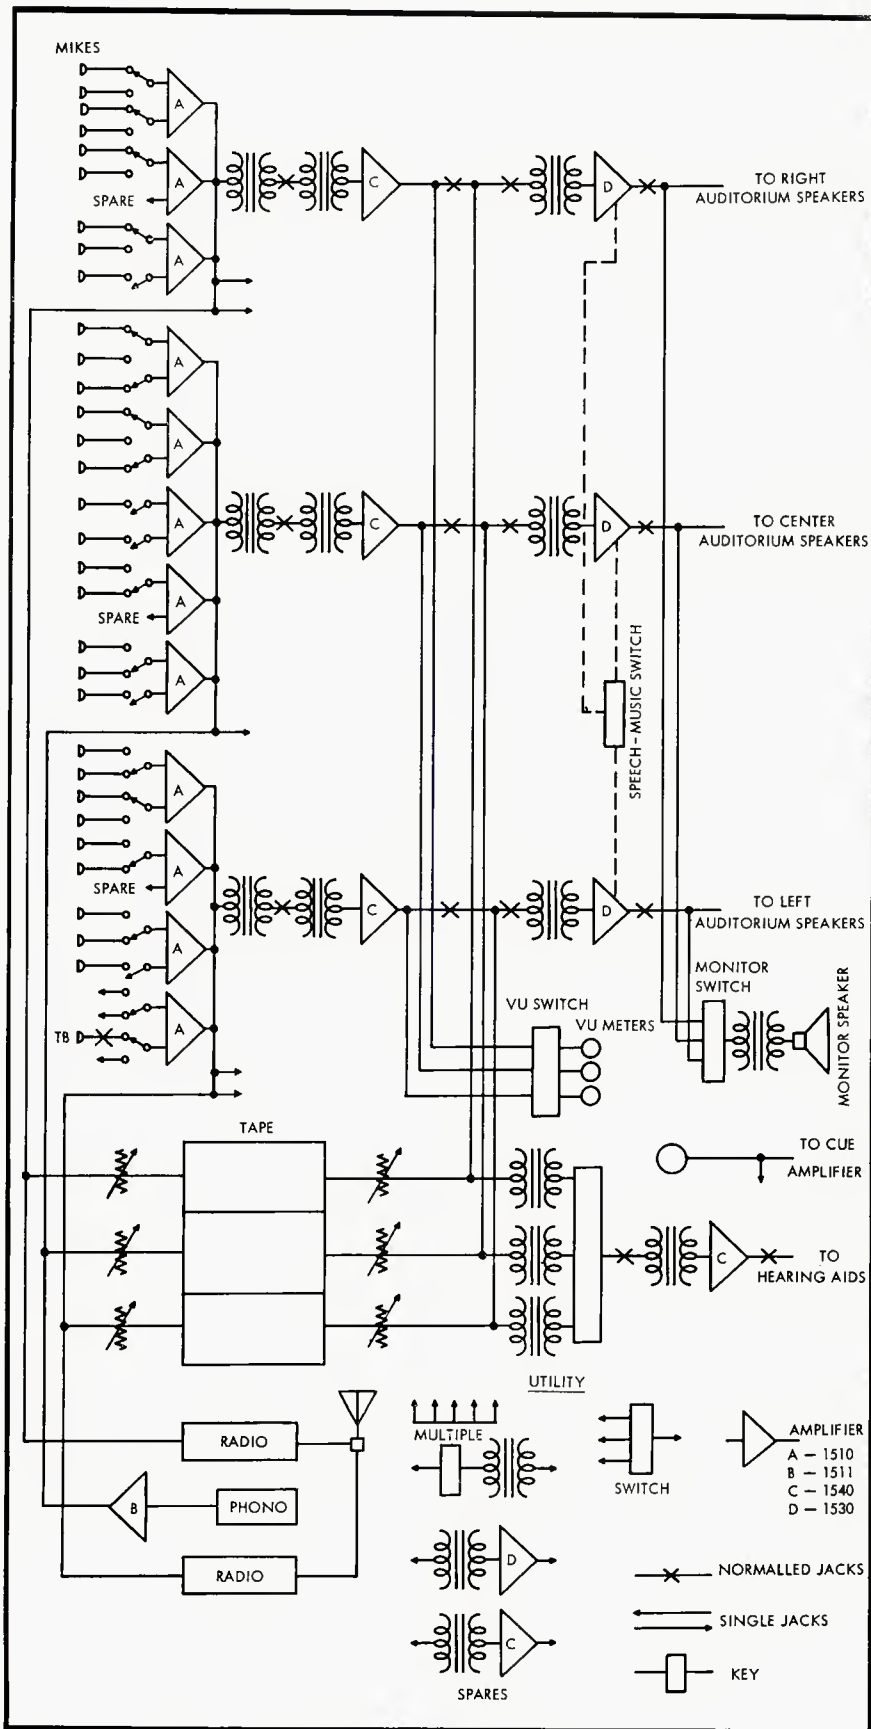 MIKES
A
A
SPARE
A
C
D
TO RIGHT
AUDITORIUM SPEAKERS
A
A
A
A
SPARE
A
C
D
TO CENTER
AUDITORIUM SPEAKERS
SPEECH-MUSIC SWITCH
A
A
SPARE
A
A
TB
C
D
TO LEFT
AUDITORIUM SPEAKERS
MONITOR
SWITCH
MONITOR SPEAKER
VU SWITCH
VU METERS
TAPE
TO CUE
AMPLIFIER
C
TO
HEARING AIDS
UTILITY
RADIO
B
PHONO
RADIO
MULTIPLE
D
C
SPARES
SWITCH
AMPLIFIER
A - 1510
B - 1511
C - 1540
D - 1530
NORMALLED JACKS
SINGLE JACKS
KEY